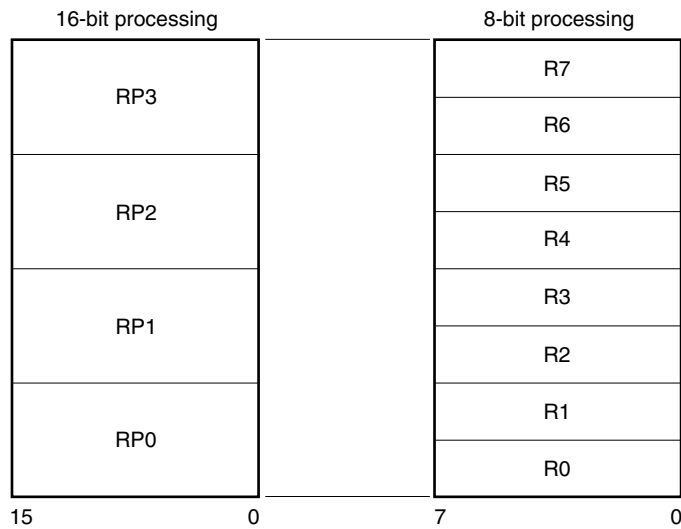 16-bit processing 8-bit processing
RP3
R7
R6
RP2
R5
R4
RP1
R3
R2
RP0
R1
R0
15 0 7 0